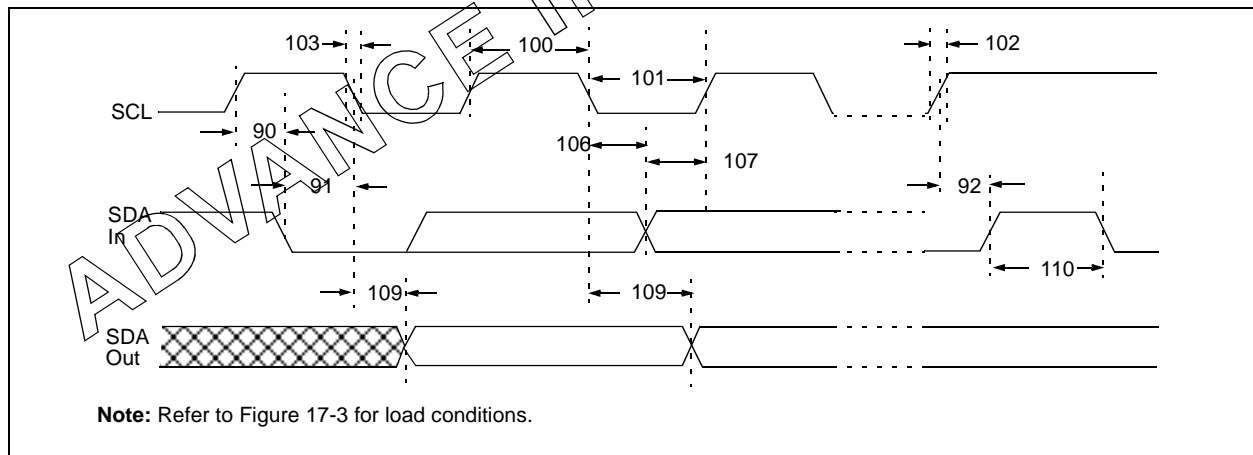 103
100
102
101
SCL
90
106
107
91
92
SDA
In
110
109
109
SDA
Out
Note: Refer to Figure 17-3 for load conditions.
ADVANCE